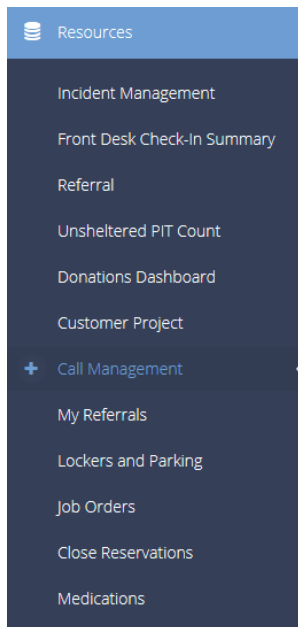 Resources
Incident Management
Front Desk Check-In Summary
Referral
Unsheltered PIT Count
Donations Dashboard
Customer Project
Call Management
My Referrals
Lockers and Parking
Job Orders
Close Reservations
Medications